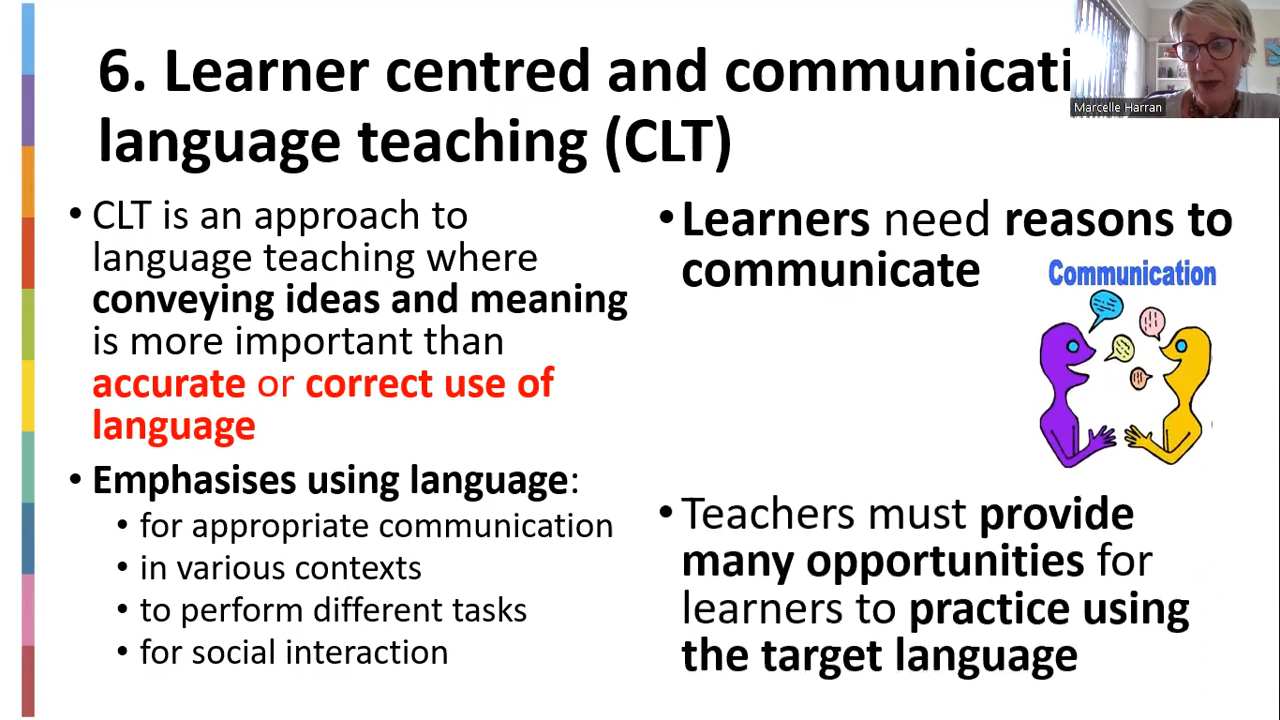 6. Learner centred and communicati
language teaching (CLT)
Marcelle Harran
• CLT is an approach to
language teaching where
conveying ideas and meaning
is more important than
accurate or correct use of
language
• Emphasises using language:
• for appropriate communication
• in various contexts
• to perform different tasks
• for social interaction
• Learners need reasons to
communicate
Communication
• Teachers must provide
many opportunities for
learners to practice using
the target language